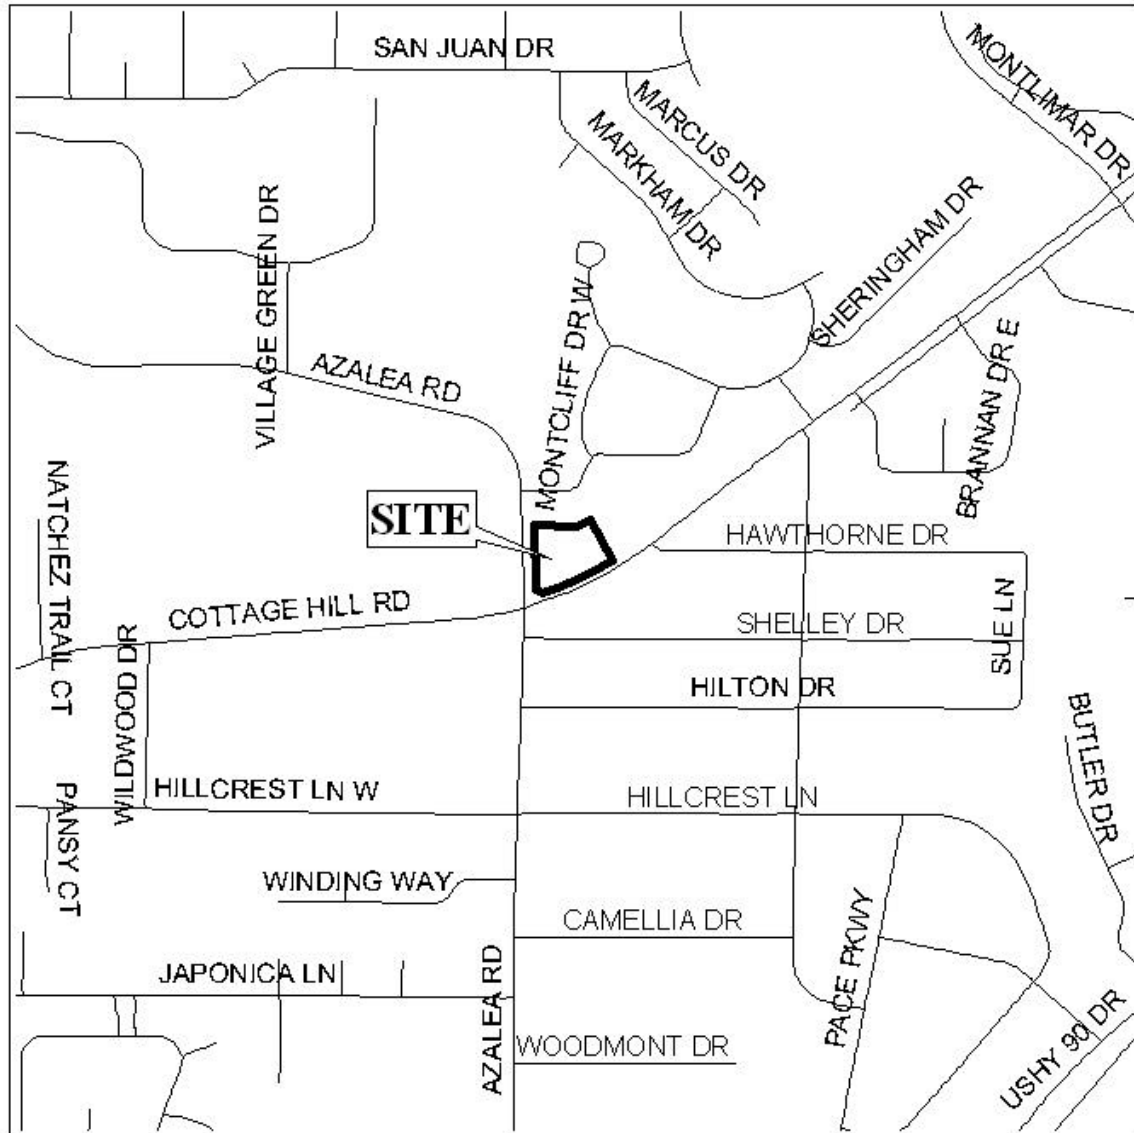 SAN JUAN DR
MONTLIMAR DR
MARCUS DR
MARKHAM DR
SHERINGHAM DR
VILLAGE GREEN DR
AZALEA RD
MONTCLIFF DR W
BRANNAN DR E
NATCHEZ TRAIL CT
SITE
HAWTHORNE DR
COTTAGE HILL RD
SHELLEY DR
SUE LN
WILDWOOD DR
HILTON DR
BUTLER DR
PANSY CT
HILLCREST LN W
HILLCREST LN
WINDING WAY
CAMELLIA DR
PACE PKWY
JAPONICA LN
AZALEA RD
WOODMONT DR
USHY 90 DR